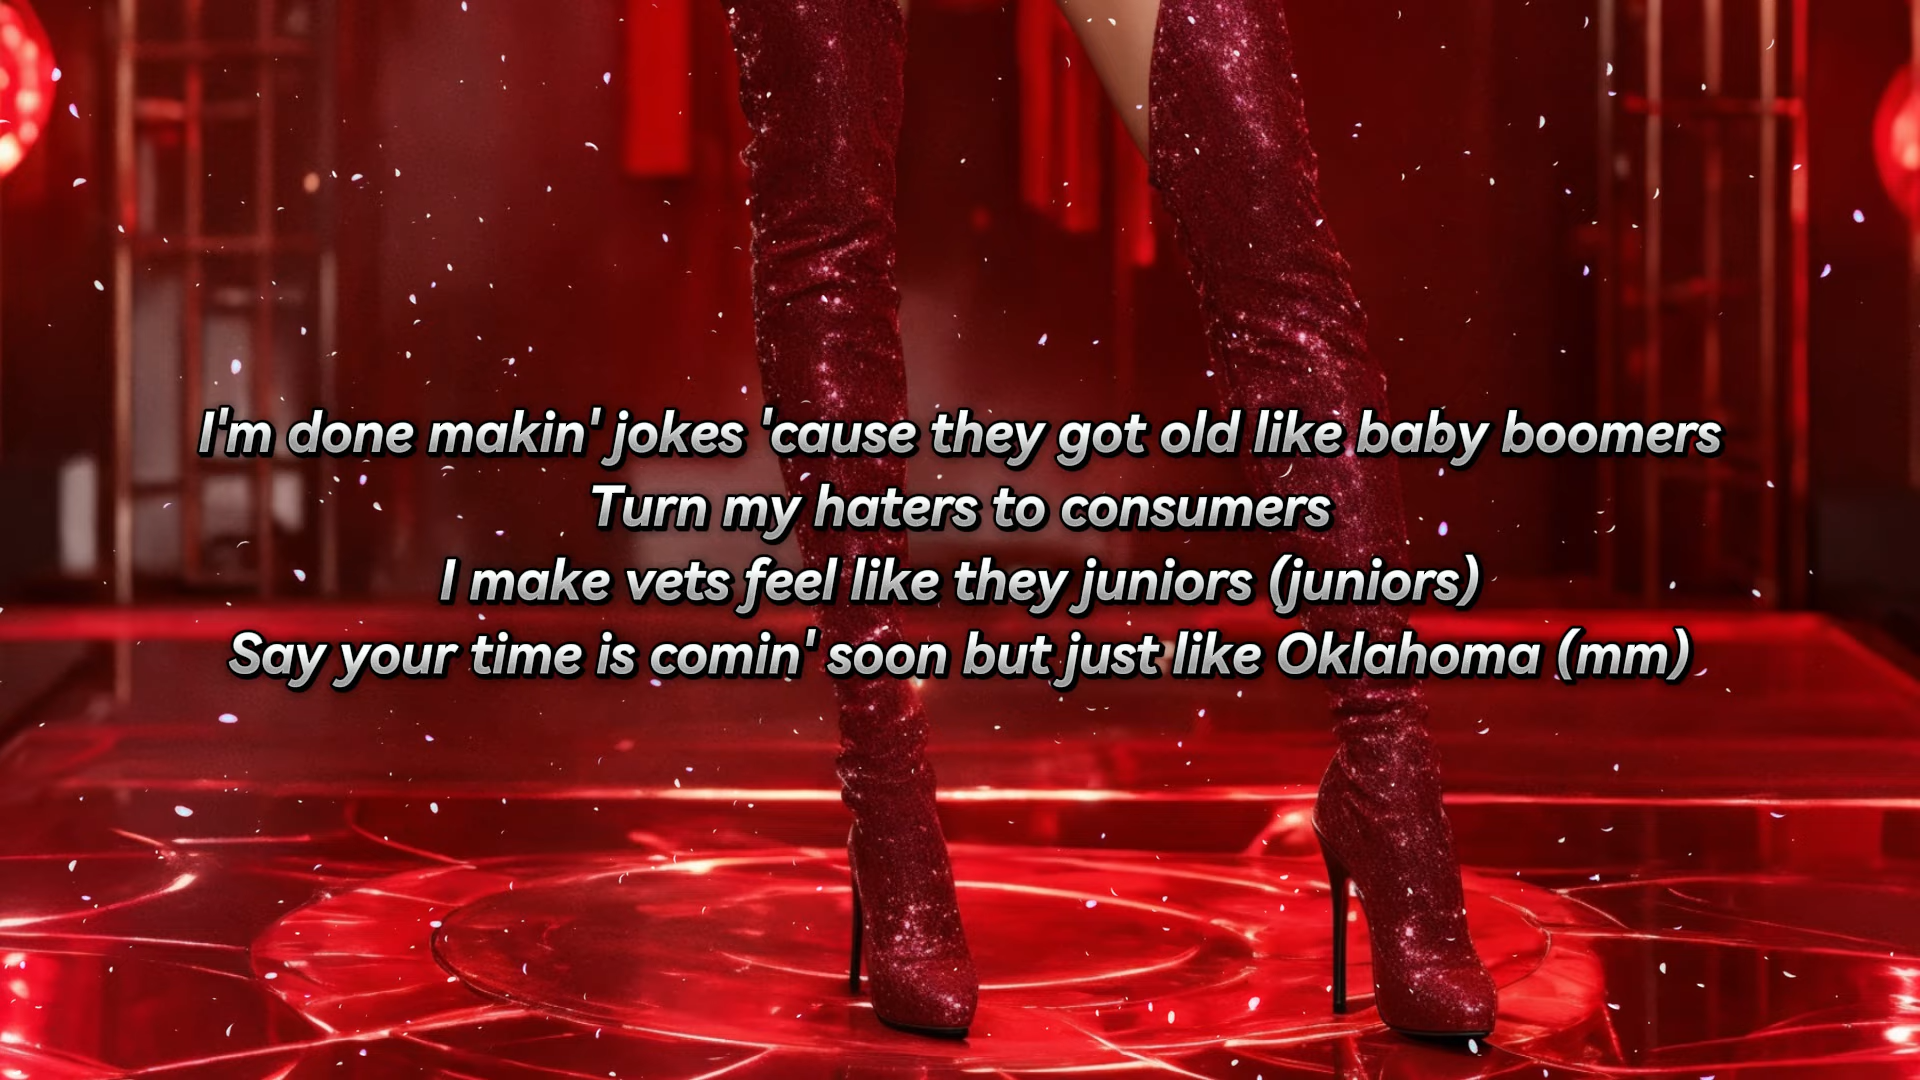 I'm done makin' jokes 'cause they got old like baby boomers
Turn my haters to consumers
I make vets feel like they juniors (juniors)
Say your time is comin' soon but just like Oklahoma (mm)